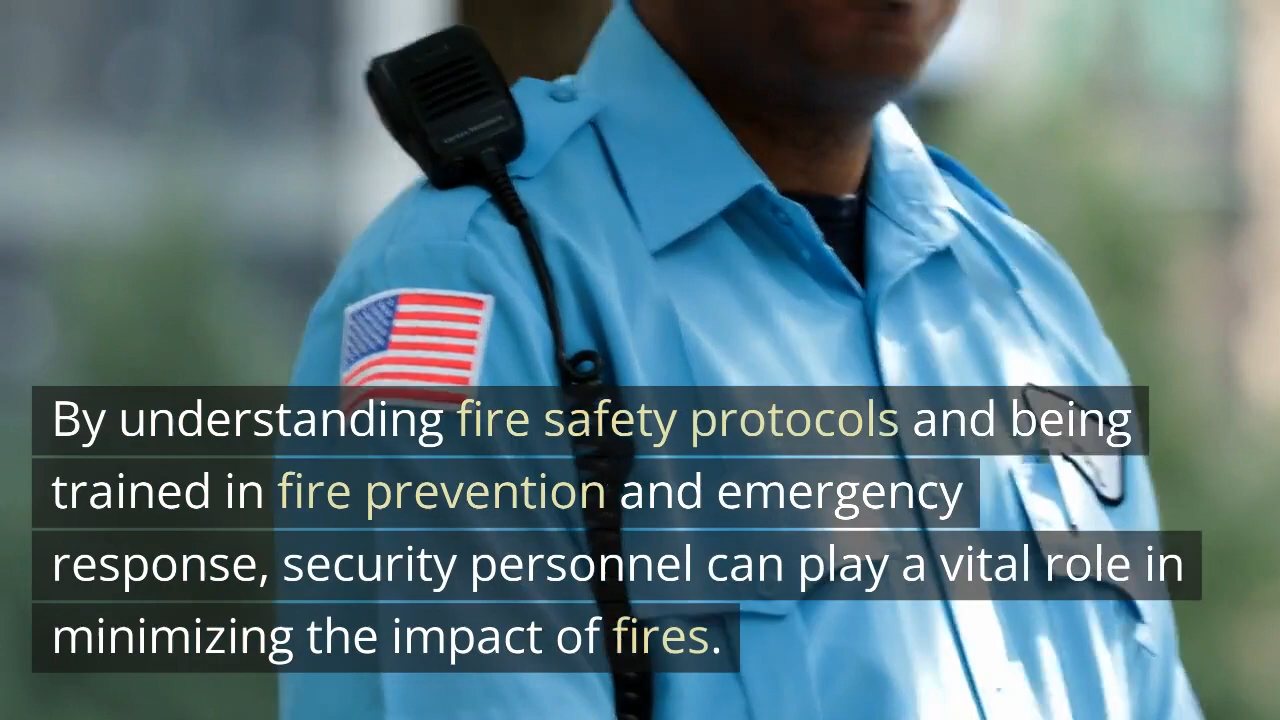 By understanding fire safety protocols and being
trained in fire prevention and emergency
response, security personnel can play a vital role in
minimizing the impact of fires.